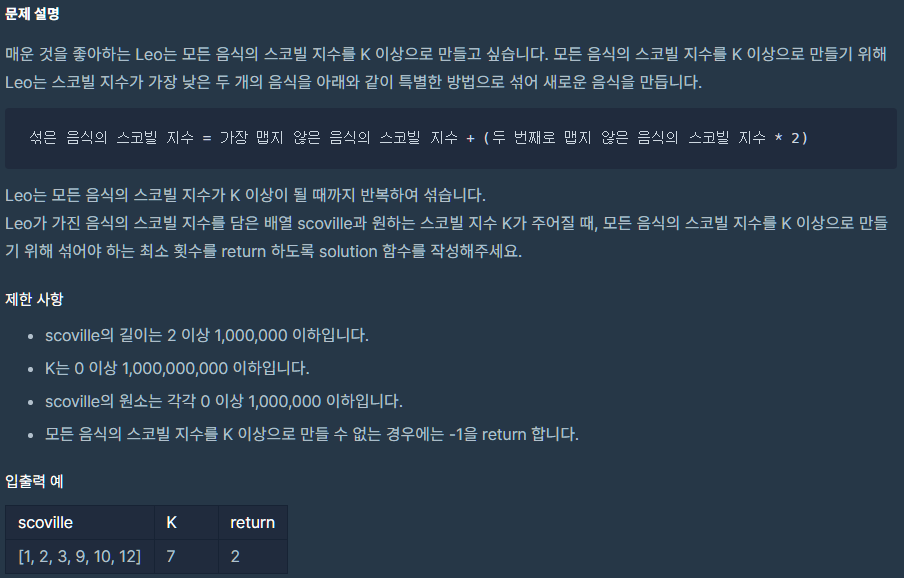 문제 설명
매운 것을 좋아하는 Leo는 모든 음식의 스코빌 지수를 K 이상으로 만들고 싶습니다. 모든 음식의 스코빌 지수를 K 이상으로 만들기 위해
Leo는 스코빌 지수가 가장 낮은 두 개의 음식을 아래와 같이 특별한 방법으로 섞어 새로운 음식을 만듭니다.
섞은 음식의 스코빌 지수 = 가장 맵지 않은 음식의 스코빌 지수 + (두 번째로 맵지 않은 음식의 스코빌 지수 * 2)
Leo는 모든 음식의 스코빌 지수가 K 이상이 될 때까지 반복하여 섞습니다.
Leo가 가진 음식의 스코빌 지수를 담은 배열 scoville과 원하는 스코빌 지수 K가 주어질 때, 모든 음식의 스코빌 지수를 K 이상으로 만들
기 위해 섞어야 하는 최소 횟수를 return 하도록 solution 함수를 작성해주세요.
제한 사항
• scoville의 길이는 2 이상 1,000,000 이하입니다.
• K는 0 이상 1,000,000,000 이하입니다.
• scoville의 원소는 각각 0 이상 1,000,000 이하입니다.
• 모든 음식의 스코빌 지수를 K 이상으로 만들 수 없는 경우에는 -1을 return 합니다.
입출력 예
scoville K return
[1, 2, 3, 9, 10, 12] 7 2